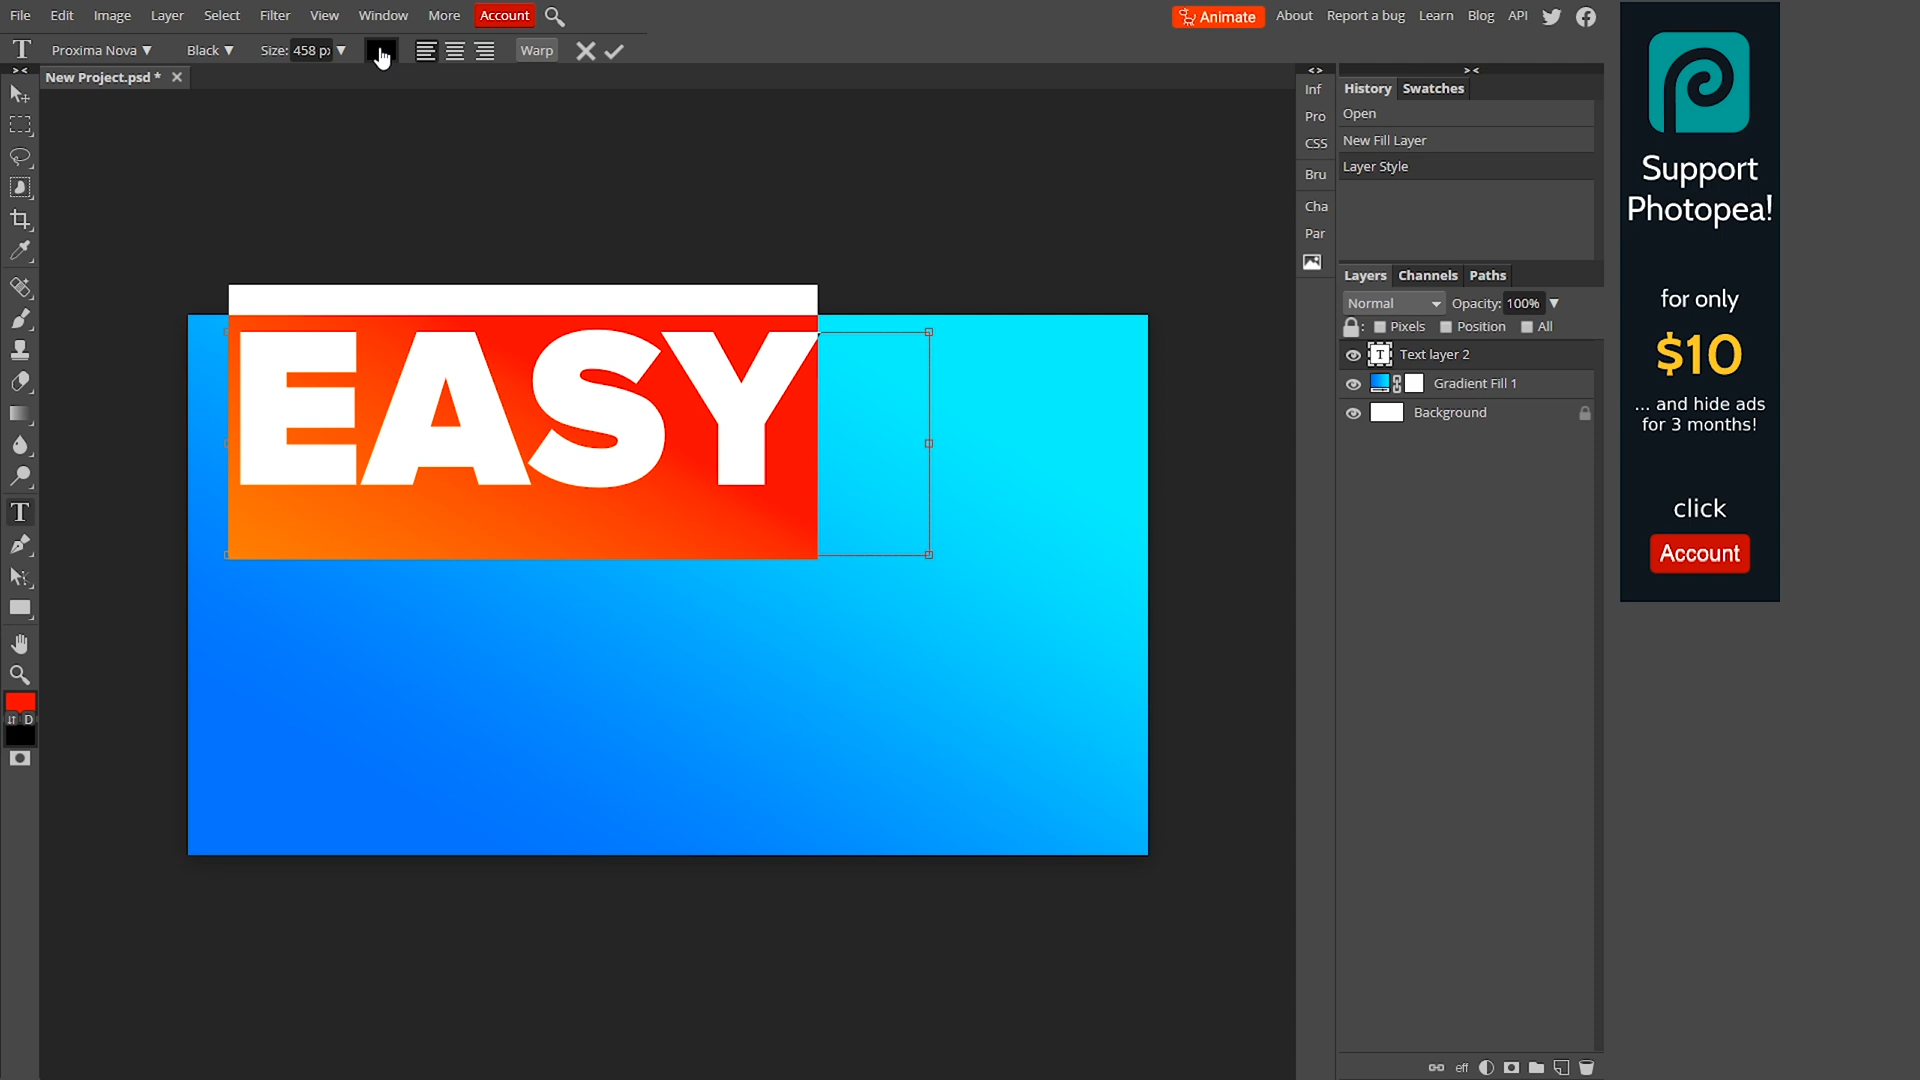 File Edit Image Layer Select Filter View Window More Account Animate About Report a bug Learn Blog API
T Proxima Nova ▼ Black ▼ Size: 458 px ▼ Warp
New Project.psd *
T
D
Inf
Pro
CSS
Bru
Cha
Par
History Swatches
Open
New Fill Layer
Layer Style
Layers Channels Paths
Normal Opacity: 100% ▼
: Pixels Position All
T Text layer 2
Gradient Fill 1
Background
eff
EASY
Support
Photopea!
for only
$10
... and hide ads
for 3 months!
click
Account